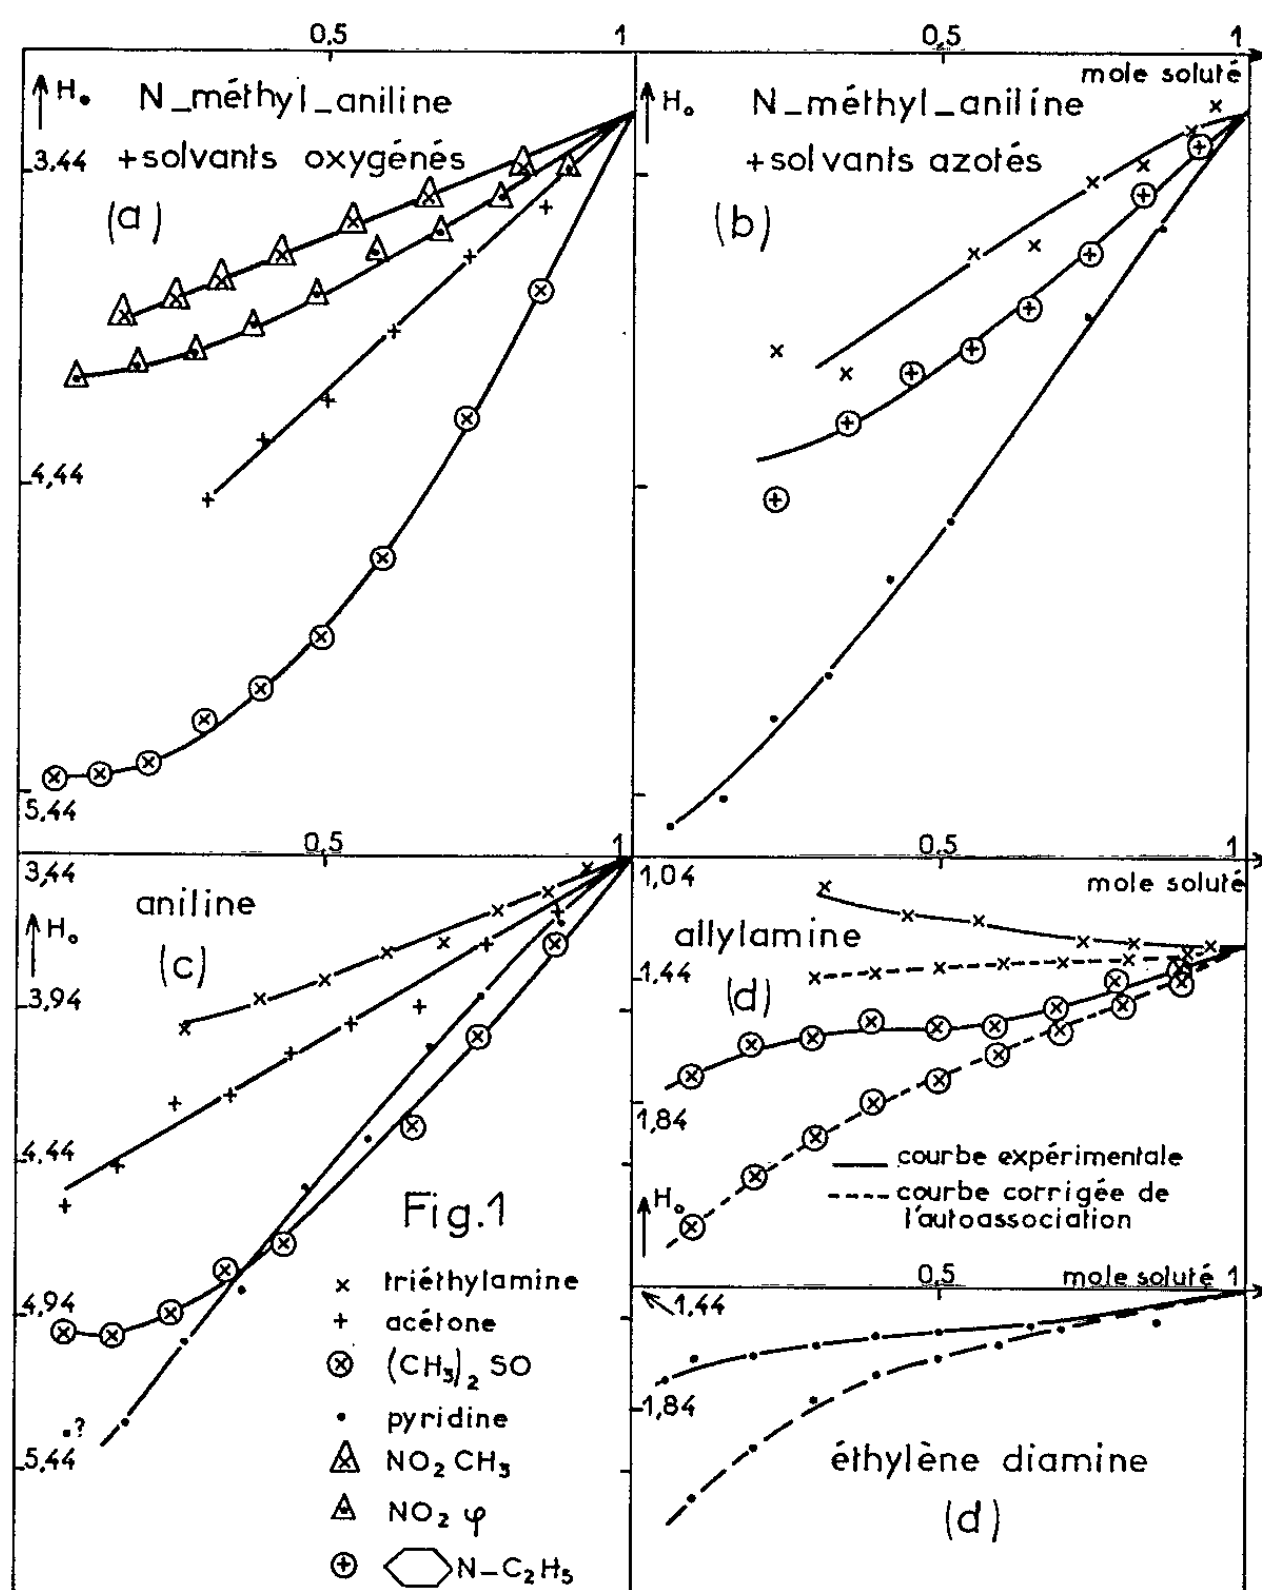 0,5 1
0,5 1
H. N_méthyl_aniline
+solvants oxygénés
(a)
3,44
4,44
5,44
mole soluté
H₀ N_méthyl_aniline
+solvants azotés
(b)
0,5 1
3,44
aniline
H₀
(c)
3,94
4,44
4,94
5,44
?
Fig.1
x triéthylamine
+ acétone
⊗ (CH₃)₂ SO
• pyridine
NO₂ CH₃
NO₂ φ
⊕ N–C₂H₅
0,5 1
mole soluté
1,04
allylamine
1,44
(d)
1,84
courbe expérimentale
courbe corrigée de
l'autoassociation
H₀
0,5 mole soluté 1
1,44
1,84
éthylène diamine
(d)